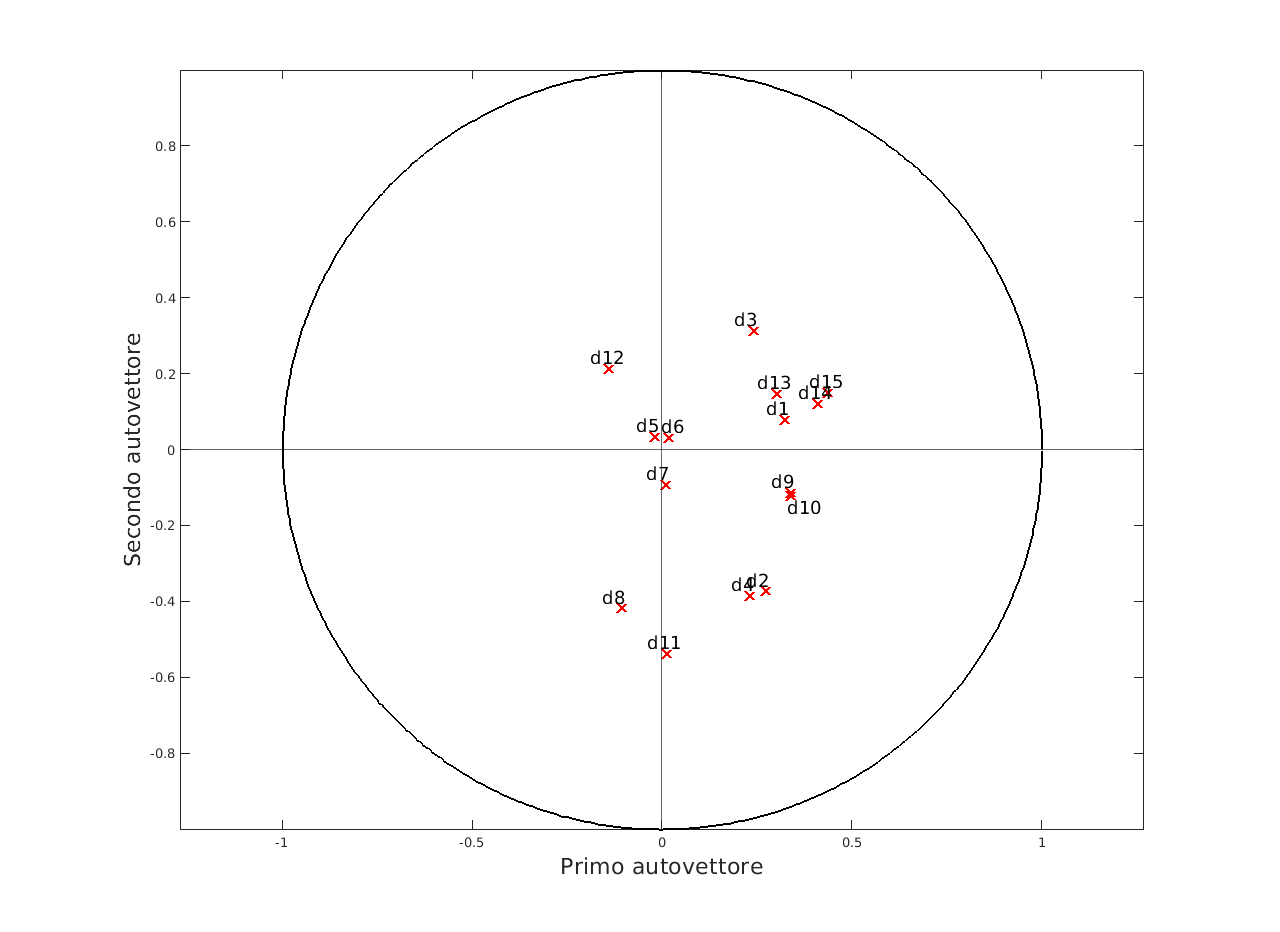 0.8
0.6
0.4
0.2
0
-0.2
-0.4
-0.6
-0.8
Secondo autovettore
d3
d12
d13
d15
d14
d1
d5
d6
d7
d9
d10
d4
d2
d8
d11
-1
-0.5
0
0.5
1
Primo autovettore